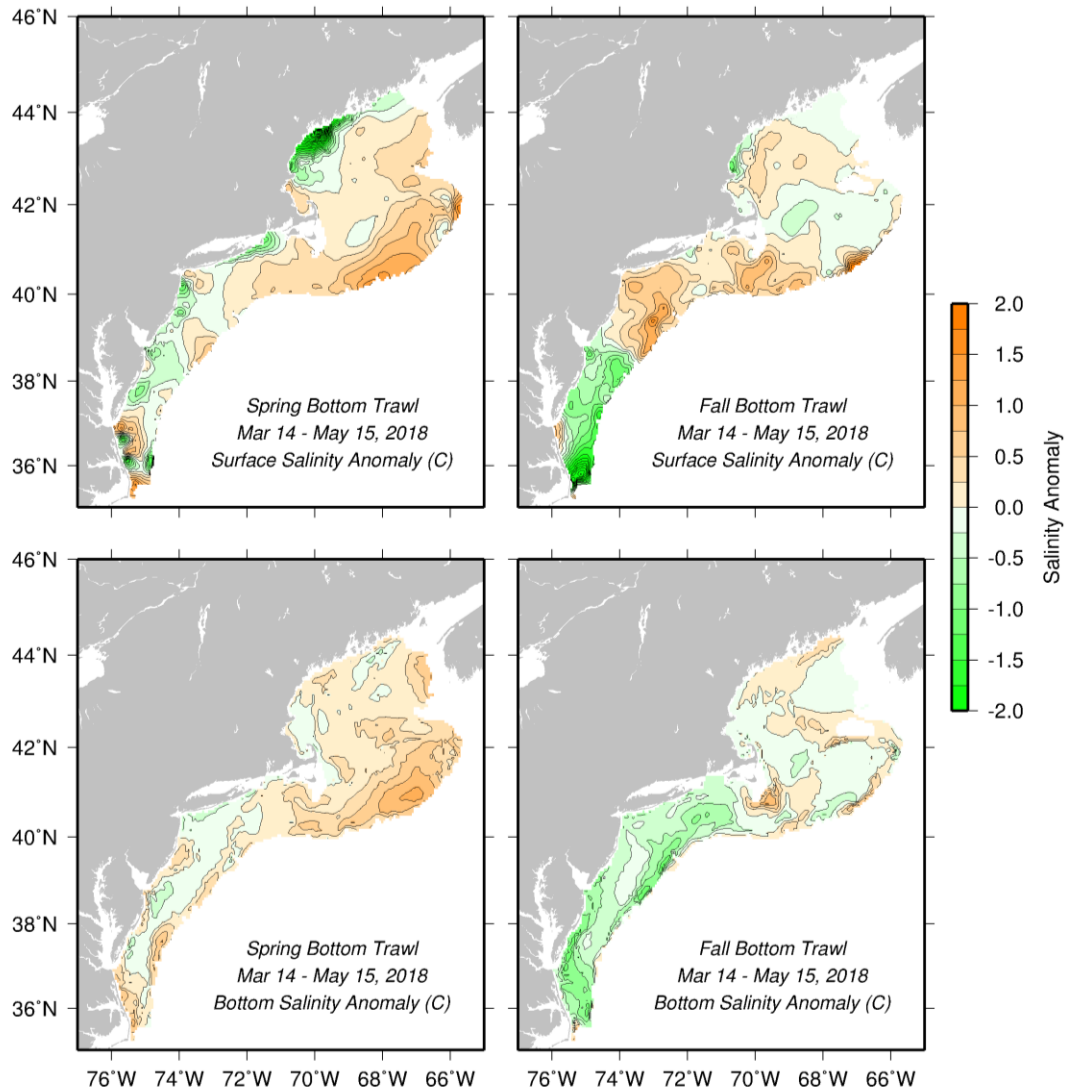 46°N
44°N
42°N
40°N
38°N
36°N
Spring Bottom Trawl
Mar 14 - May 15, 2018
Surface Salinity Anomaly (C)
Fall Bottom Trawl
Mar 14 - May 15, 2018
Surface Salinity Anomaly (C)
2.0
1.5
1.0
0.5
0.0
-0.5
-1.0
-1.5
-2.0
Salinity Anomaly
46°N
44°N
42°N
40°N
38°N
36°N
Spring Bottom Trawl
Mar 14 - May 15, 2018
Bottom Salinity Anomaly (C)
Fall Bottom Trawl
Mar 14 - May 15, 2018
Bottom Salinity Anomaly (C)
76°W 74°W 72°W 70°W 68°W 66°W
76°W 74°W 72°W 70°W 68°W 66°W